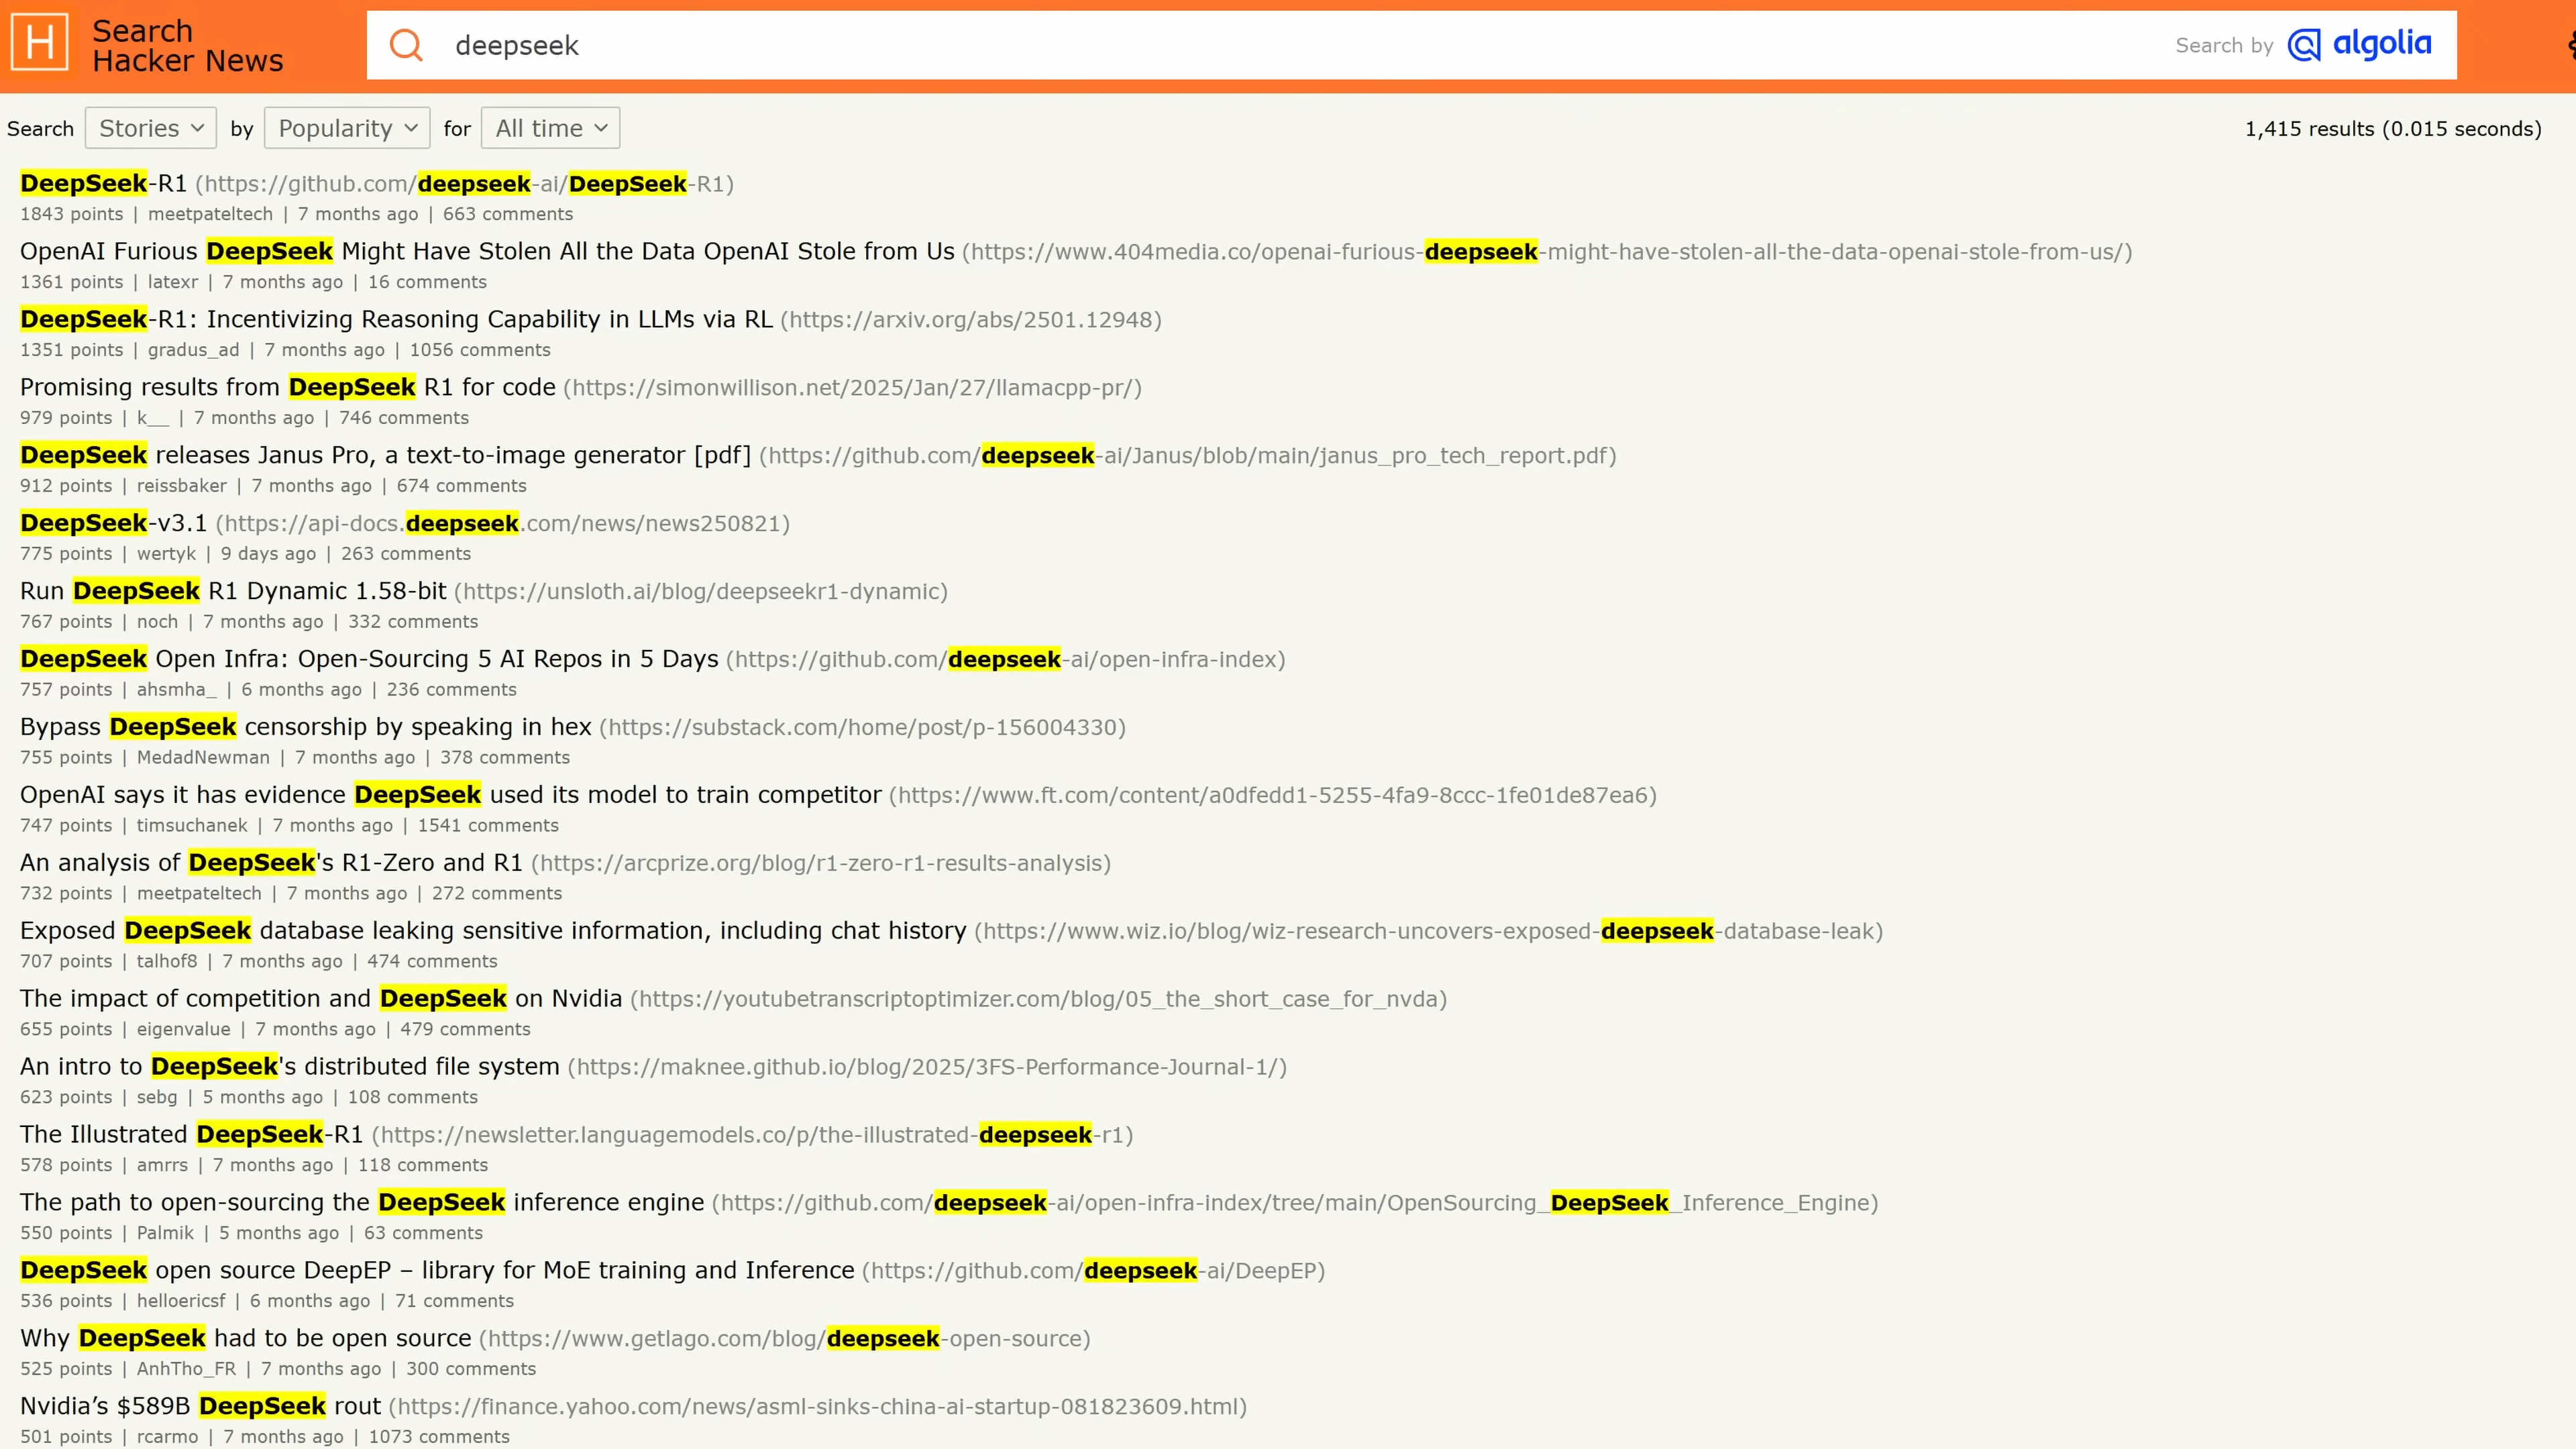 H
Search
Hacker News
deepseek
Search by algolia
Search Stories by Popularity for All time
1,415 results (0.015 seconds)
DeepSeek-R1 (https://github.com/deepseek-ai/DeepSeek-R1)
1843 points | meetpateltech | 7 months ago | 663 comments
OpenAI Furious DeepSeek Might Have Stolen All the Data OpenAI Stole from Us (https://www.404media.co/openai-furious-deepseek-might-have-stolen-all-the-data-openai-stole-from-us/)
1361 points | latexr | 7 months ago | 16 comments
DeepSeek-R1: Incentivizing Reasoning Capability in LLMs via RL (https://arxiv.org/abs/2501.12948)
1351 points | gradus_ad | 7 months ago | 1056 comments
Promising results from DeepSeek R1 for code (https://simonwillison.net/2025/Jan/27/llamacpp-pr/)
979 points | k__ | 7 months ago | 746 comments
DeepSeek releases Janus Pro, a text-to-image generator [pdf] (https://github.com/deepseek-ai/Janus/blob/main/janus_pro_tech_report.pdf)
912 points | reissbaker | 7 months ago | 674 comments
DeepSeek-v3.1 (https://api-docs.deepseek.com/news/news250821)
775 points | wertyk | 9 days ago | 263 comments
Run DeepSeek R1 Dynamic 1.58-bit (https://unsloth.ai/blog/deepseekr1-dynamic)
767 points | noch | 7 months ago | 332 comments
DeepSeek Open Infra: Open-Sourcing 5 AI Repos in 5 Days (https://github.com/deepseek-ai/open-infra-index)
757 points | ahsmha_ | 6 months ago | 236 comments
Bypass DeepSeek censorship by speaking in hex (https://substack.com/home/post/p-156004330)
755 points | MedadNewman | 7 months ago | 378 comments
OpenAI says it has evidence DeepSeek used its model to train competitor (https://www.ft.com/content/a0dfedd1-5255-4fa9-8ccc-1fe01de87ea6)
747 points | timsuchanek | 7 months ago | 1541 comments
An analysis of DeepSeek's R1-Zero and R1 (https://arcprize.org/blog/r1-zero-r1-results-analysis)
732 points | meetpateltech | 7 months ago | 272 comments
Exposed DeepSeek database leaking sensitive information, including chat history (https://www.wiz.io/blog/wiz-research-uncovers-exposed-deepseek-database-leak)
707 points | talhof8 | 7 months ago | 474 comments
The impact of competition and DeepSeek on Nvidia (https://youtubetranscriptoptimizer.com/blog/05_the_short_case_for_nvda)
655 points | eigenvalue | 7 months ago | 479 comments
An intro to DeepSeek's distributed file system (https://maknee.github.io/blog/2025/3FS-Performance-Journal-1/)
623 points | sebg | 5 months ago | 108 comments
The Illustrated DeepSeek-R1 (https://newsletter.languagemodels.co/p/the-illustrated-deepseek-r1)
578 points | amrrs | 7 months ago | 118 comments
The path to open-sourcing the DeepSeek inference engine (https://github.com/deepseek-ai/open-infra-index/tree/main/OpenSourcing_DeepSeek_Inference_Engine)
550 points | Palmik | 5 months ago | 63 comments
DeepSeek open source DeepEP – library for MoE training and Inference (https://github.com/deepseek-ai/DeepEP)
536 points | helloericsf | 6 months ago | 71 comments
Why DeepSeek had to be open source (https://www.getlago.com/blog/deepseek-open-source)
525 points | AnhTho_FR | 7 months ago | 300 comments
Nvidia’s $589B DeepSeek rout (https://finance.yahoo.com/news/asml-sinks-china-ai-startup-081823609.html)
501 points | rcarmo | 7 months ago | 1073 comments